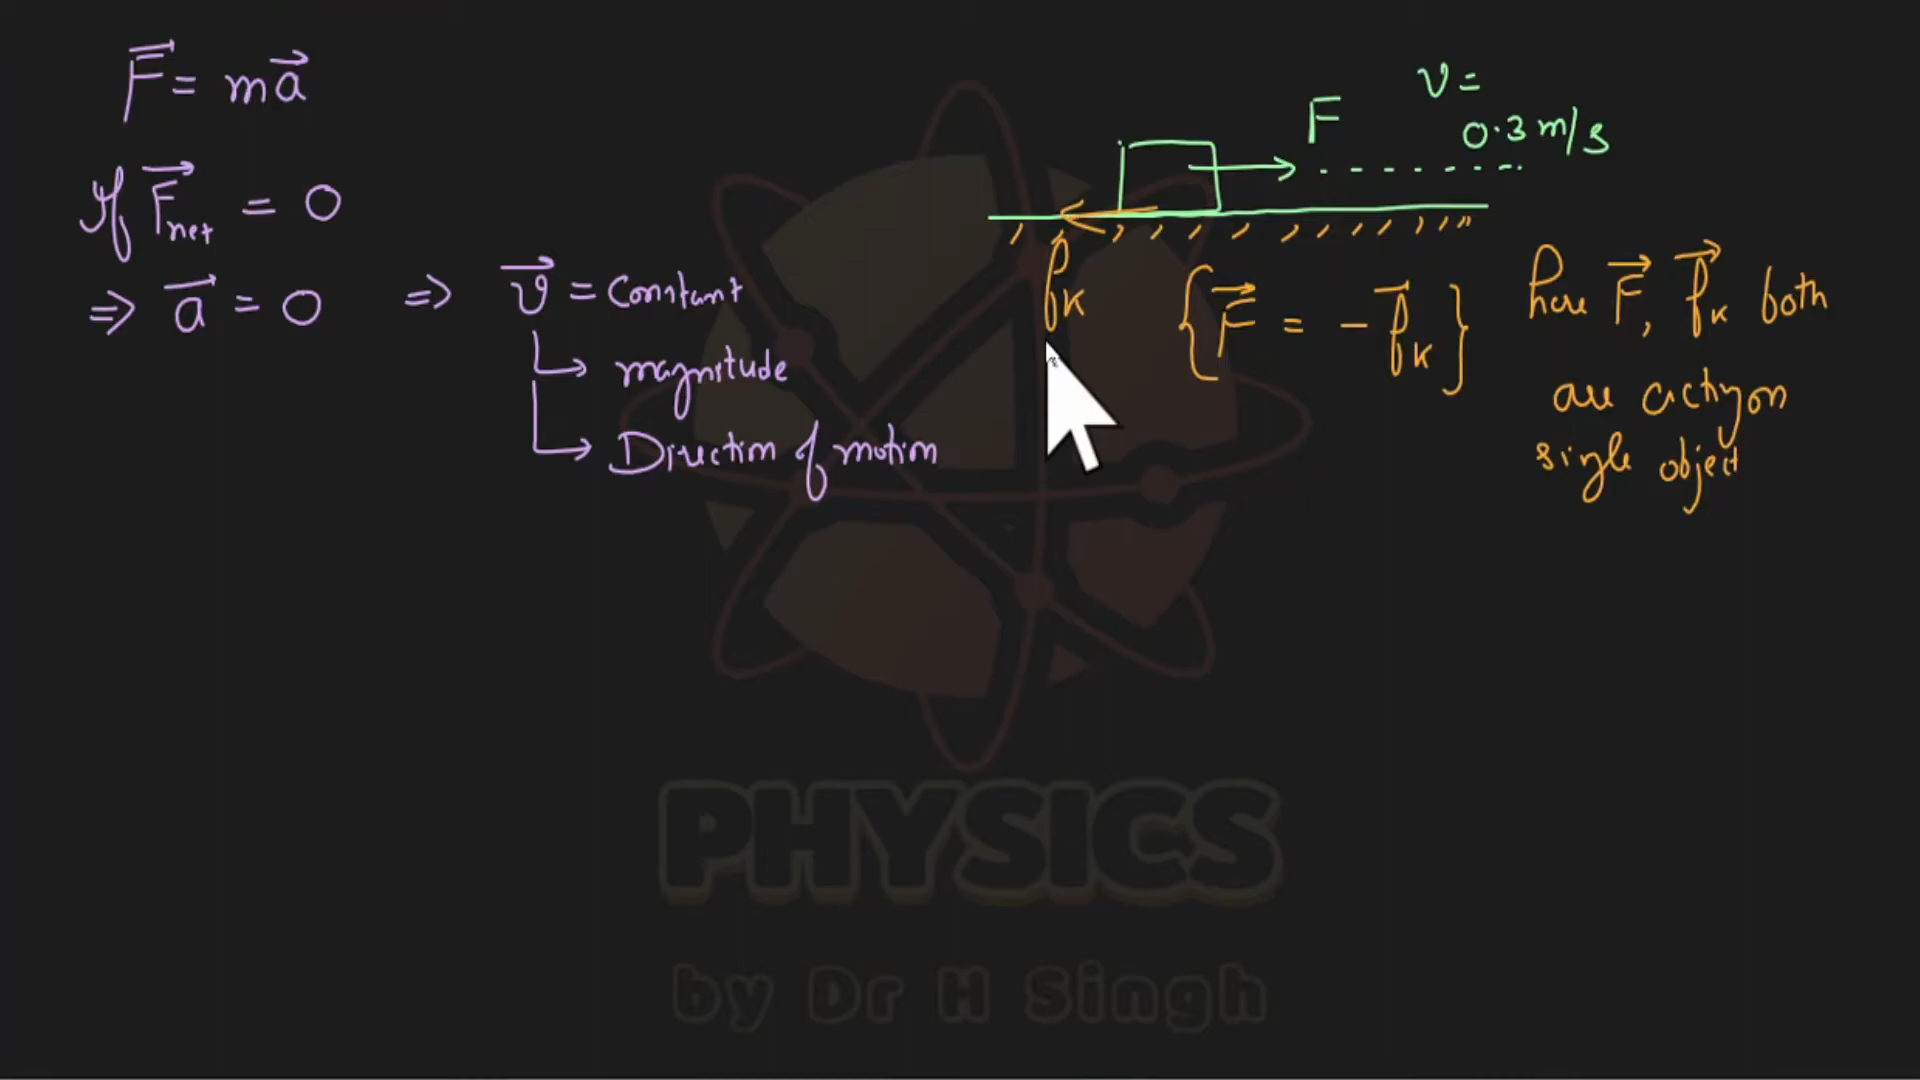 F⃗ = ma⃗
If F⃗net = 0
⇒ a⃗ = 0 ⇒ v⃗ = Constant
↳ magnitude
↳ Direction of motion
F
v =
0.3 m/s
fK
{F⃗ = - f⃗K}
here F⃗, f⃗K both
are acting on
single object
PHYSICS
by Dr H Singh